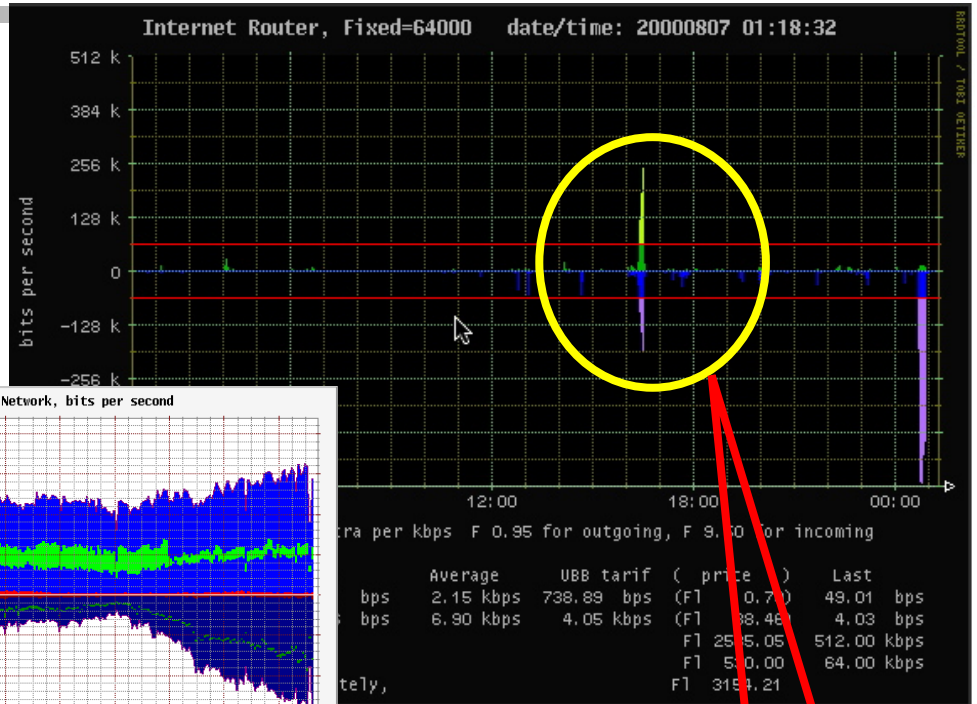 Internet Router, Fixed=64000 date/time: 20000807 01:18:32
RRDTOOL / TOBI OETIKER
bits per second
512 k
384 k
256 k
128 k
0
-128 k
-256 k
12:00 18:00 00:00
Network, bits per second
per kbps F 0.95 for outgoing, F for incoming
Average UBB tarif ( price ) Last
bps 2.15 kbps 738.89 bps (Fl 49.01 bps
bps 6.90 kbps 4.05 kbps (Fl 4.03 bps
Fl 512.00 kbps
Fl 64.00 kbps
Fl 3154.21